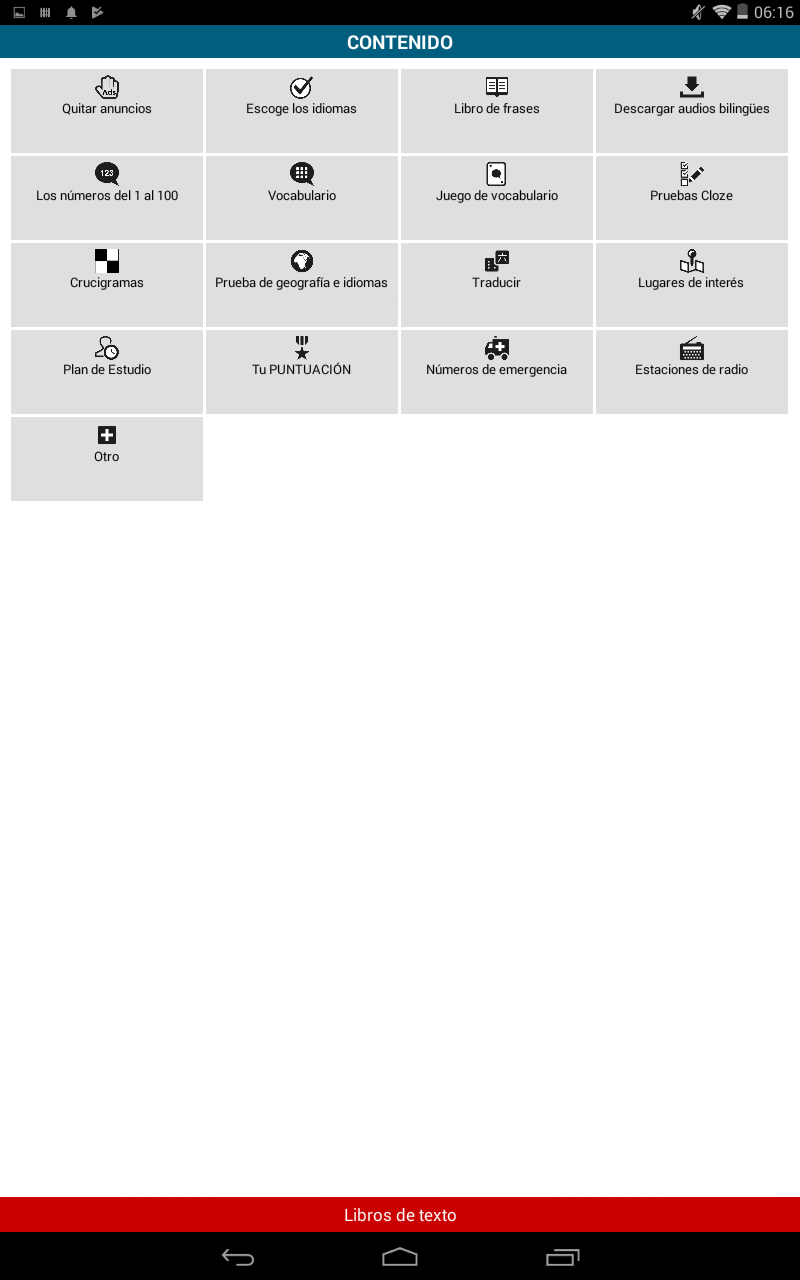 06:16
CONTENIDO
Quitar anuncios
Escoge los idiomas
Libro de frases
Descargar audios bilingües
Los números del 1 al 100
Vocabulario
Juego de vocabulario
Pruebas Cloze
Crucigramas
Prueba de geografía e idiomas
Traducir
Lugares de interés
Plan de Estudio
Tu PUNTUACIÓN
Números de emergencia
Estaciones de radio
Otro
Libros de texto